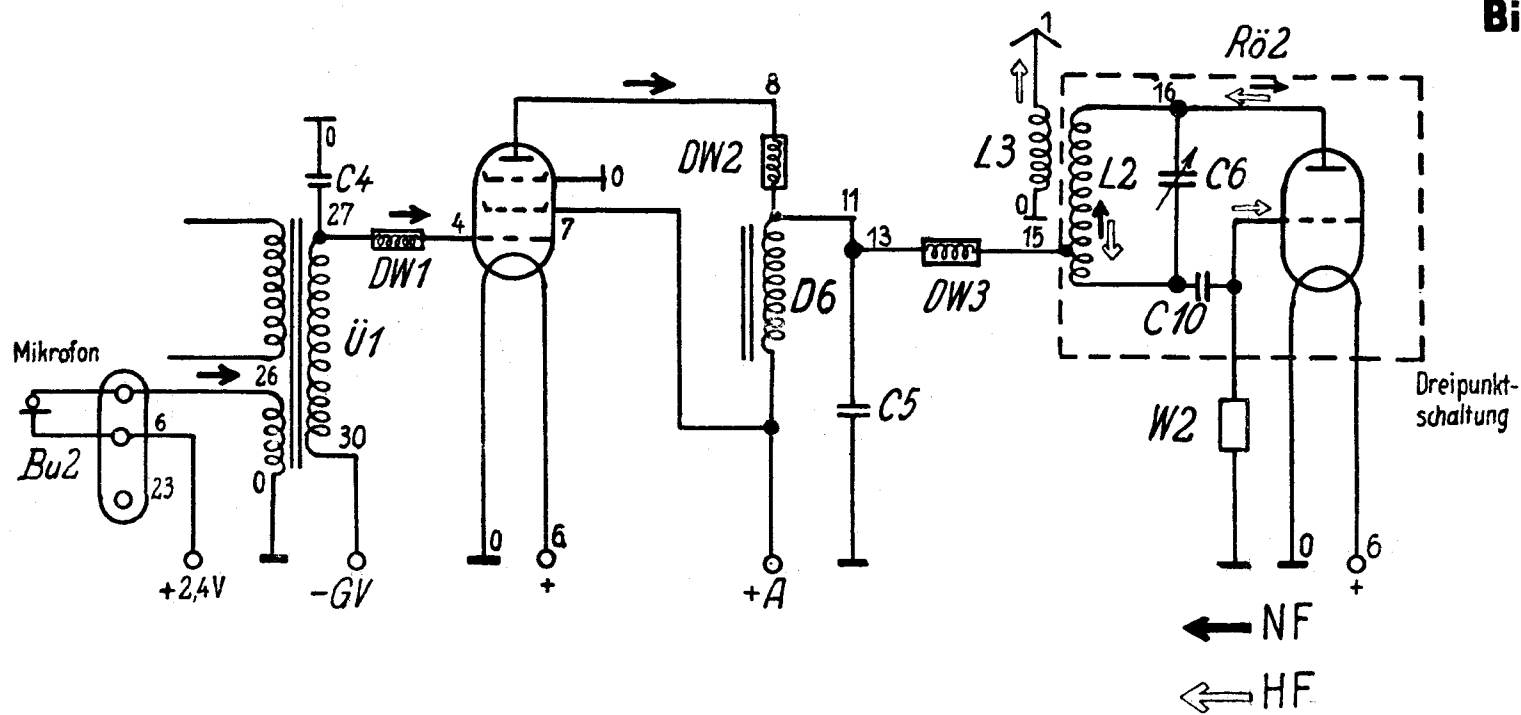 Bi
1
Rö2
8
16
0
C4
DW2
0
L3
L2
C6
27
4
7
11
0
13
15
DW1
DW3
D6
C10
Ü1
Mikrofon
26
Dreipunkt-
schaltung
C5
W2
6
30
Bu2
0
23
0
6
0
6
+2,4V
-GV
+
+A
+
NF
HF